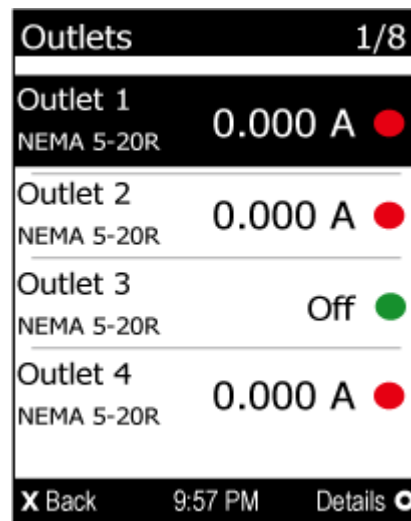 Outlets 1/8
Outlet 1
0.000 A
NEMA 5-20R
Outlet 2
0.000 A
NEMA 5-20R
Outlet 3
Off
NEMA 5-20R
Outlet 4
0.000 A
NEMA 5-20R
X Back 9:57 PM Details